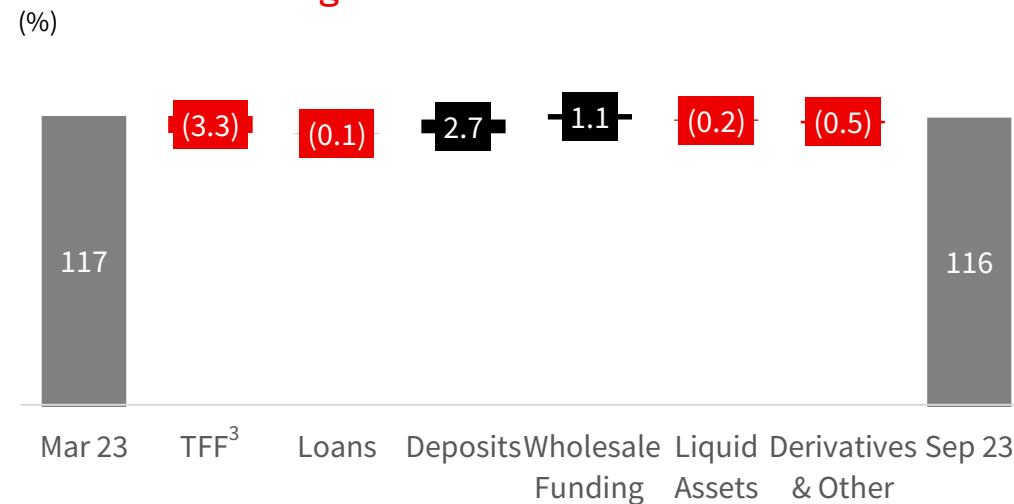 (%)
117
(3.3)
(0.1)
2.7
1.1
(0.2)
(0.5)
116
Mar 23
TFF3
Loans
Deposits
Wholesale
Funding
Liquid
Assets
Derivatives
& Other
Sep 23